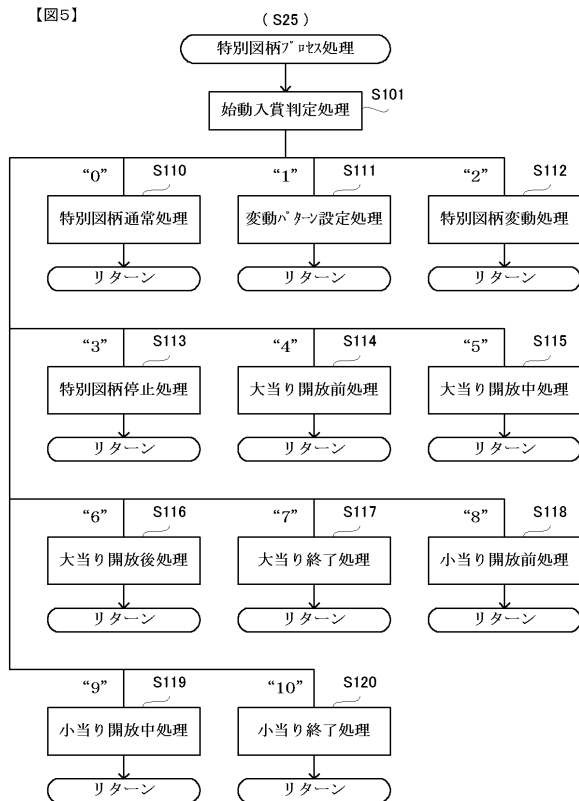 【図5】
( S25 )
特別図柄プロセス処理
始動入賞判定処理
S101
“0”
S110
“1”
S111
“2”
S112
特別図柄通常処理
変動パターン設定処理
特別図柄変動処理
リターン
リターン
リターン
“3”
S113
“4”
S114
“5”
S115
特別図柄停止処理
大当り開放前処理
大当り開放中処理
リターン
リターン
リターン
“6”
S116
“7”
S117
“8”
S118
大当り開放後処理
大当り終了処理
小当り開放前処理
リターン
リターン
リターン
“9”
S119
“10”
S120
小当り開放中処理
小当り終了処理
リターン
リターン